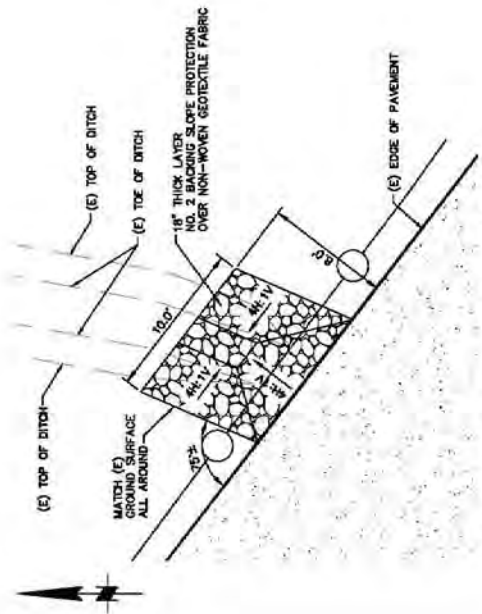 (E) TOP OF DITCH
(E) TOE OF DITCH
(E) TOP OF DITCH
18" THICK LAYER
NO. 2 BACKING SLOPE PROTECTION
OVER NON-WOVEN GEOTEXTILE FABRIC
MATCH (E)
GROUND SURFACE
ALL AROUND
10.0'
8.0'
75°±
4H:1V
4H:1V
4H:1V
(E) EDGE OF PAVEMENT